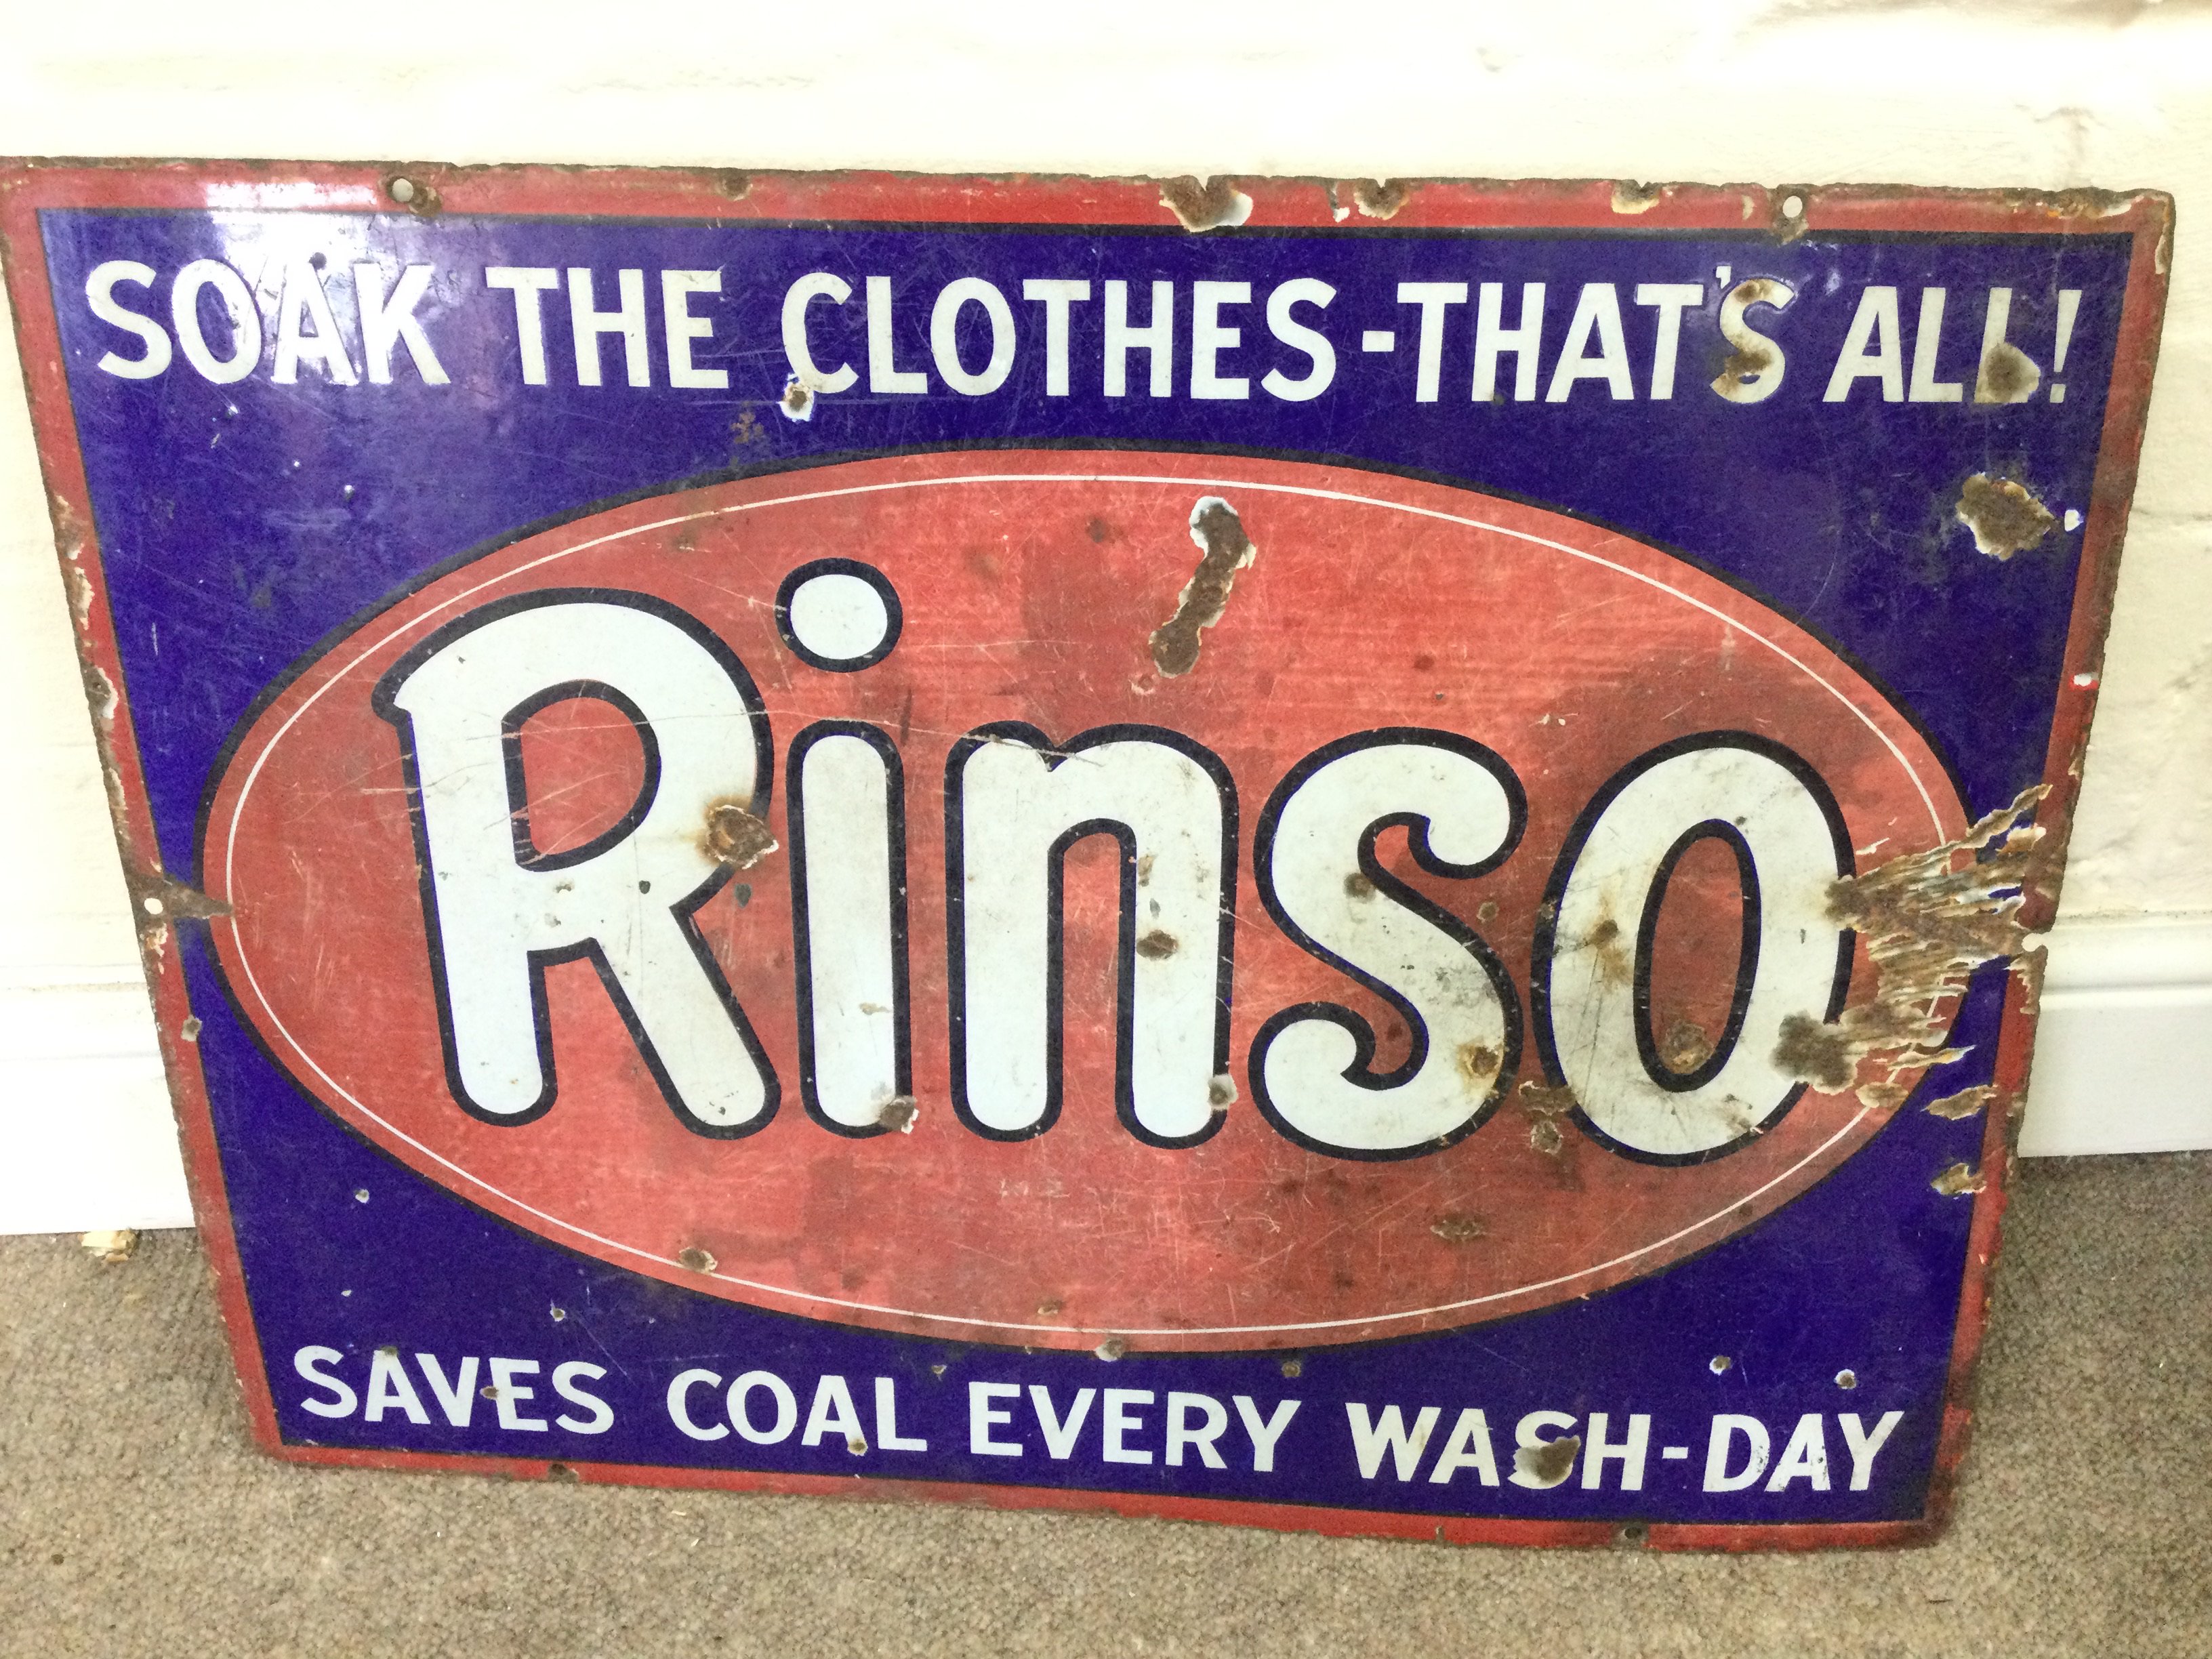 SOAK THE CLOTHES-THAT'S ALL!
Rinso
SAVES COAL EVERY WASH-DAY